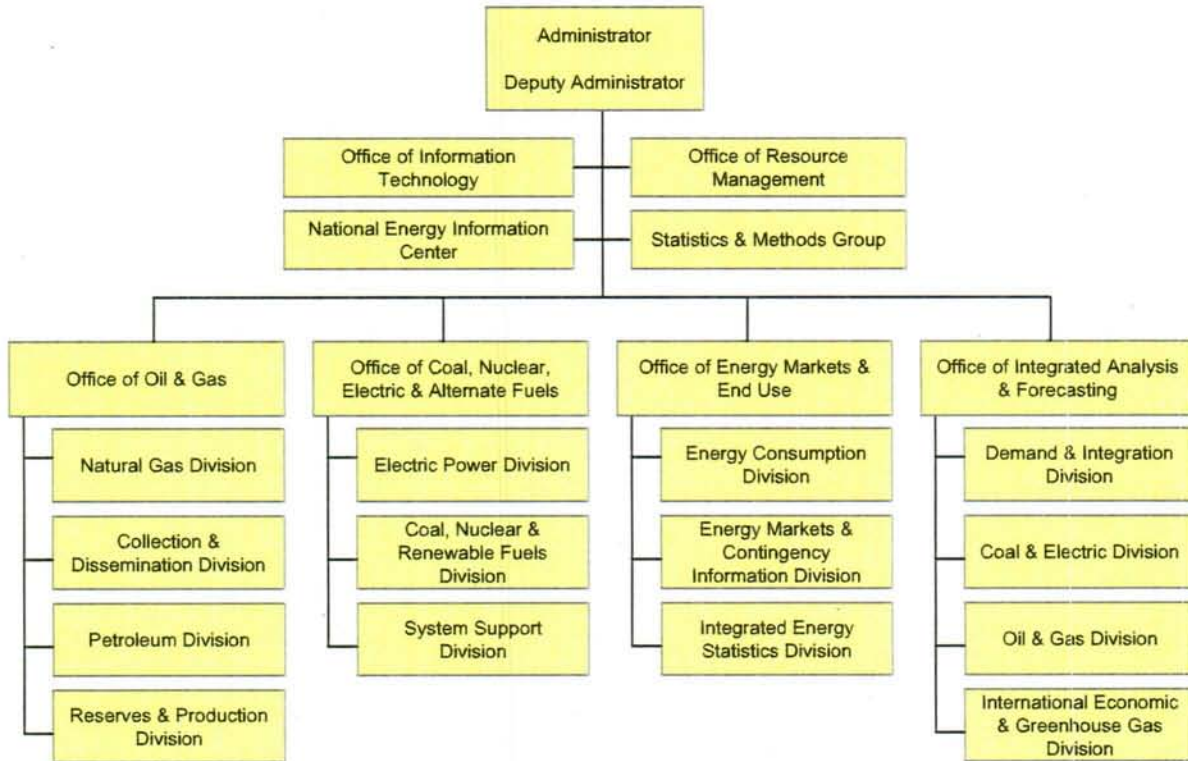 Administrator
Deputy Administrator
Office of Information
Technology
Office of Resource
Management
National Energy Information
Center
Statistics & Methods Group
Office of Oil & Gas
Natural Gas Division
Collection &
Dissemination Division
Petroleum Division
Reserves & Production
Division
Office of Coal, Nuclear,
Electric & Alternate Fuels
Electric Power Division
Coal, Nuclear &
Renewable Fuels
Division
System Support
Division
Office of Energy Markets &
End Use
Energy Consumption
Division
Energy Markets &
Contingency
Information Division
Integrated Energy
Statistics Division
Office of Integrated Analysis
& Forecasting
Demand & Integration
Division
Coal & Electric Division
Oil & Gas Division
International Economic
& Greenhouse Gas
Division